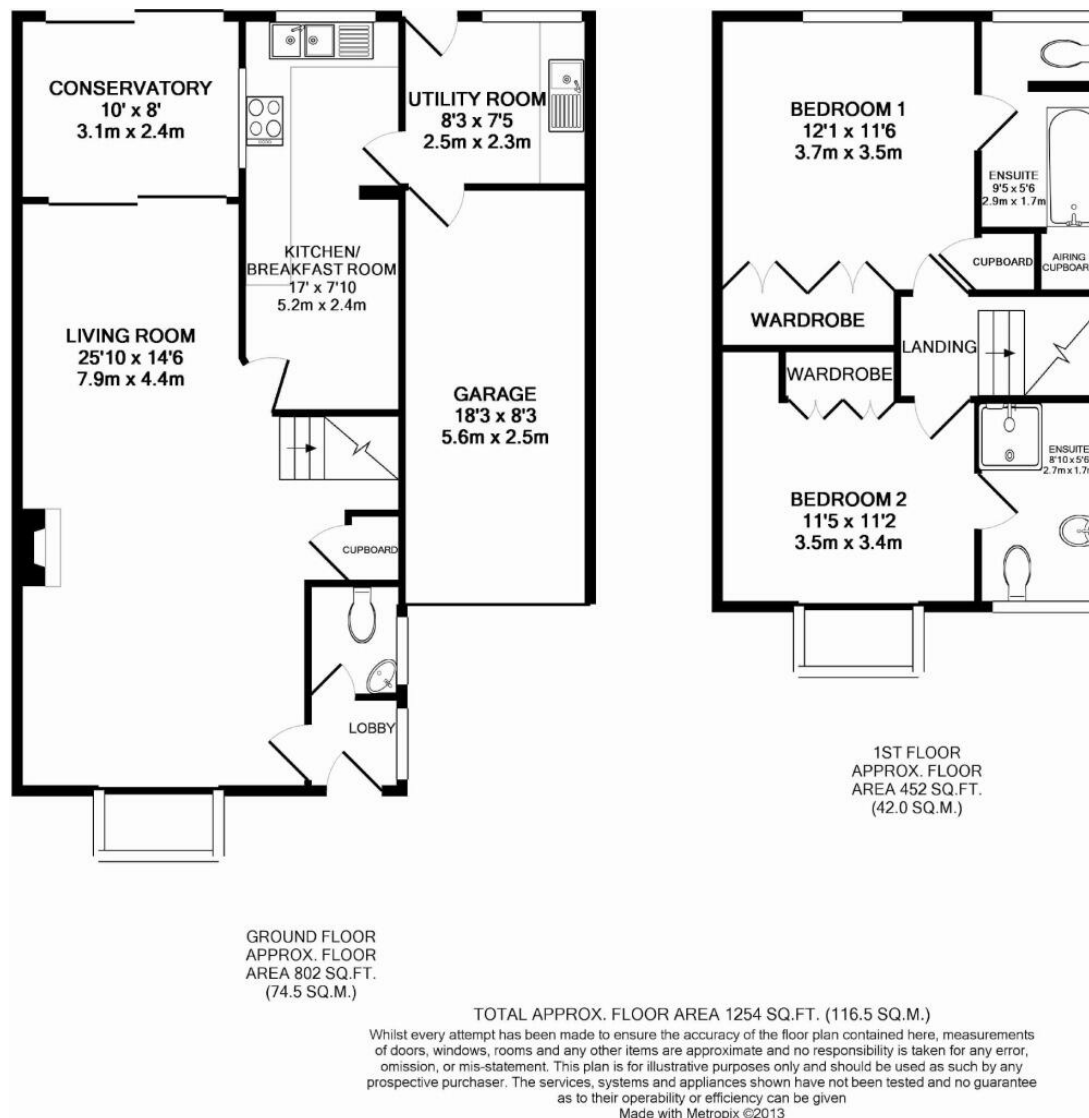 CONSERVATORY
10' x 8'
3.1m x 2.4m
UTILITY ROOM
8'3 x 7'5
2.5m x 2.3m
KITCHEN/
BREAKFAST ROOM
17' x 7'10
5.2m x 2.4m
LIVING ROOM
25'10 x 14'6
7.9m x 4.4m
GARAGE
18'3 x 8'3
5.6m x 2.5m
CUPBOARD
LOBBY
GROUND FLOOR
APPROX. FLOOR
AREA 802 SQ.FT.
(74.5 SQ.M.)
BEDROOM 1
12'1 x 11'6
3.7m x 3.5m
ENSUITE
9'5 x 5'6
2.9m x 1.7m
CUPBOARD
AIRING
CUPBOAR
WARDROBE
LANDING
WARDROBE
BEDROOM 2
11'5 x 11'2
3.5m x 3.4m
ENSUITE
8'10 x 5'6
2.7m x 1.7m
1ST FLOOR
APPROX. FLOOR
AREA 452 SQ.FT.
(42.0 SQ.M.)
TOTAL APPROX. FLOOR AREA 1254 SQ.FT. (116.5 SQ.M.)
Whilst every attempt has been made to ensure the accuracy of the floor plan contained here, measurements
of doors, windows, rooms and any other items are approximate and no responsibility is taken for any error,
omission, or mis-statement. This plan is for illustrative purposes only and should be used as such by any
prospective purchaser. The services, systems and appliances shown have not been tested and no guarantee
as to their operability or efficiency can be given
Made with Metropix ©2013